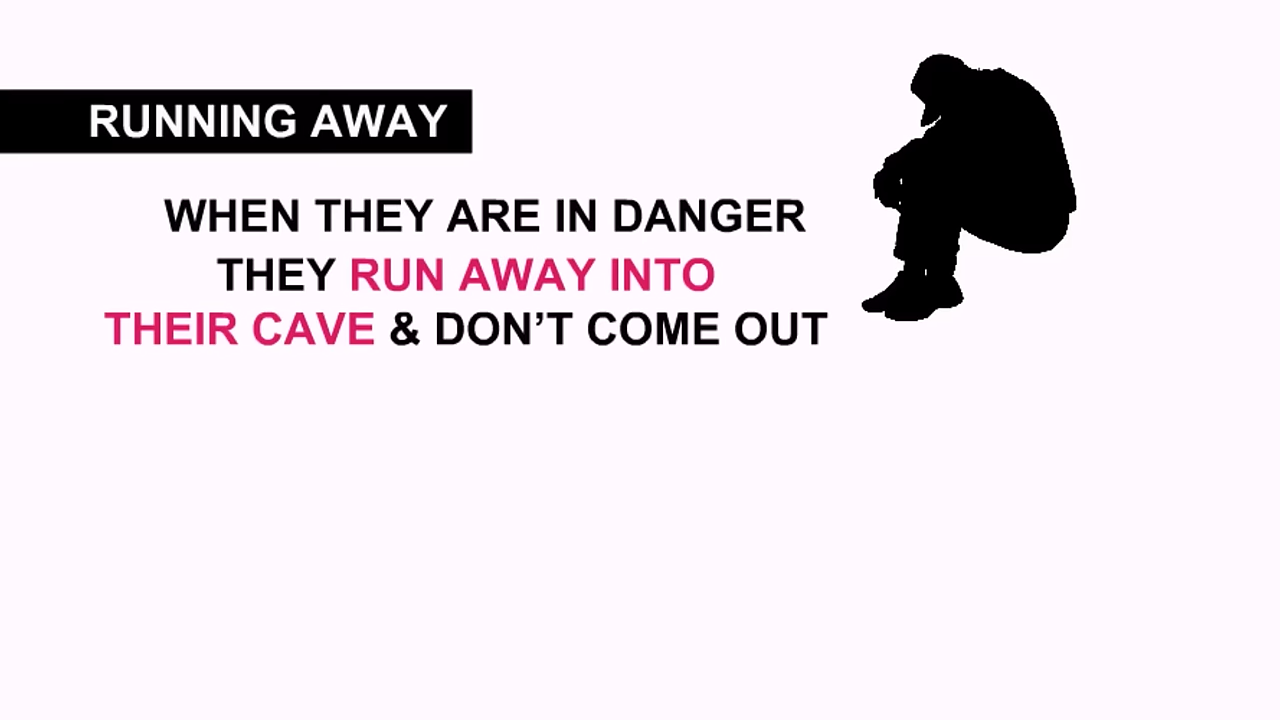 RUNNING AWAY
WHEN THEY ARE IN DANGER
THEY RUN AWAY INTO
THEIR CAVE & DON’T COME OUT